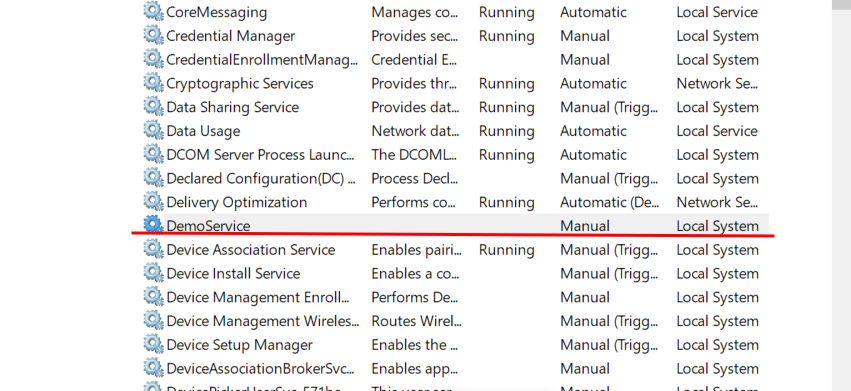 CoreMessaging Manages co... Running Automatic Local Service
Credential Manager Provides sec... Running Manual Local System
CredentialEnrollmentManag... Credential E... Manual Local System
Cryptographic Services Provides thr... Running Automatic Network Se...
Data Sharing Service Provides dat... Running Manual (Trigg... Local System
Data Usage Network dat... Running Automatic Local Service
DCOM Server Process Launc... The DCOML... Running Automatic Local System
Declared Configuration(DC) ... Process Decl... Manual (Trigg... Local System
Delivery Optimization Performs co... Running Automatic (De... Network Se...
DemoService Manual Local System
Device Association Service Enables pairi... Running Manual (Trigg... Local System
Device Install Service Enables a co... Manual (Trigg... Local System
Device Management Enroll... Performs De... Manual Local System
Device Management Wireles... Routes Wirel... Manual (Trigg... Local System
Device Setup Manager Enables the ... Manual (Trigg... Local System
DeviceAssociationBrokerSvc... Enables app... Manual Local System